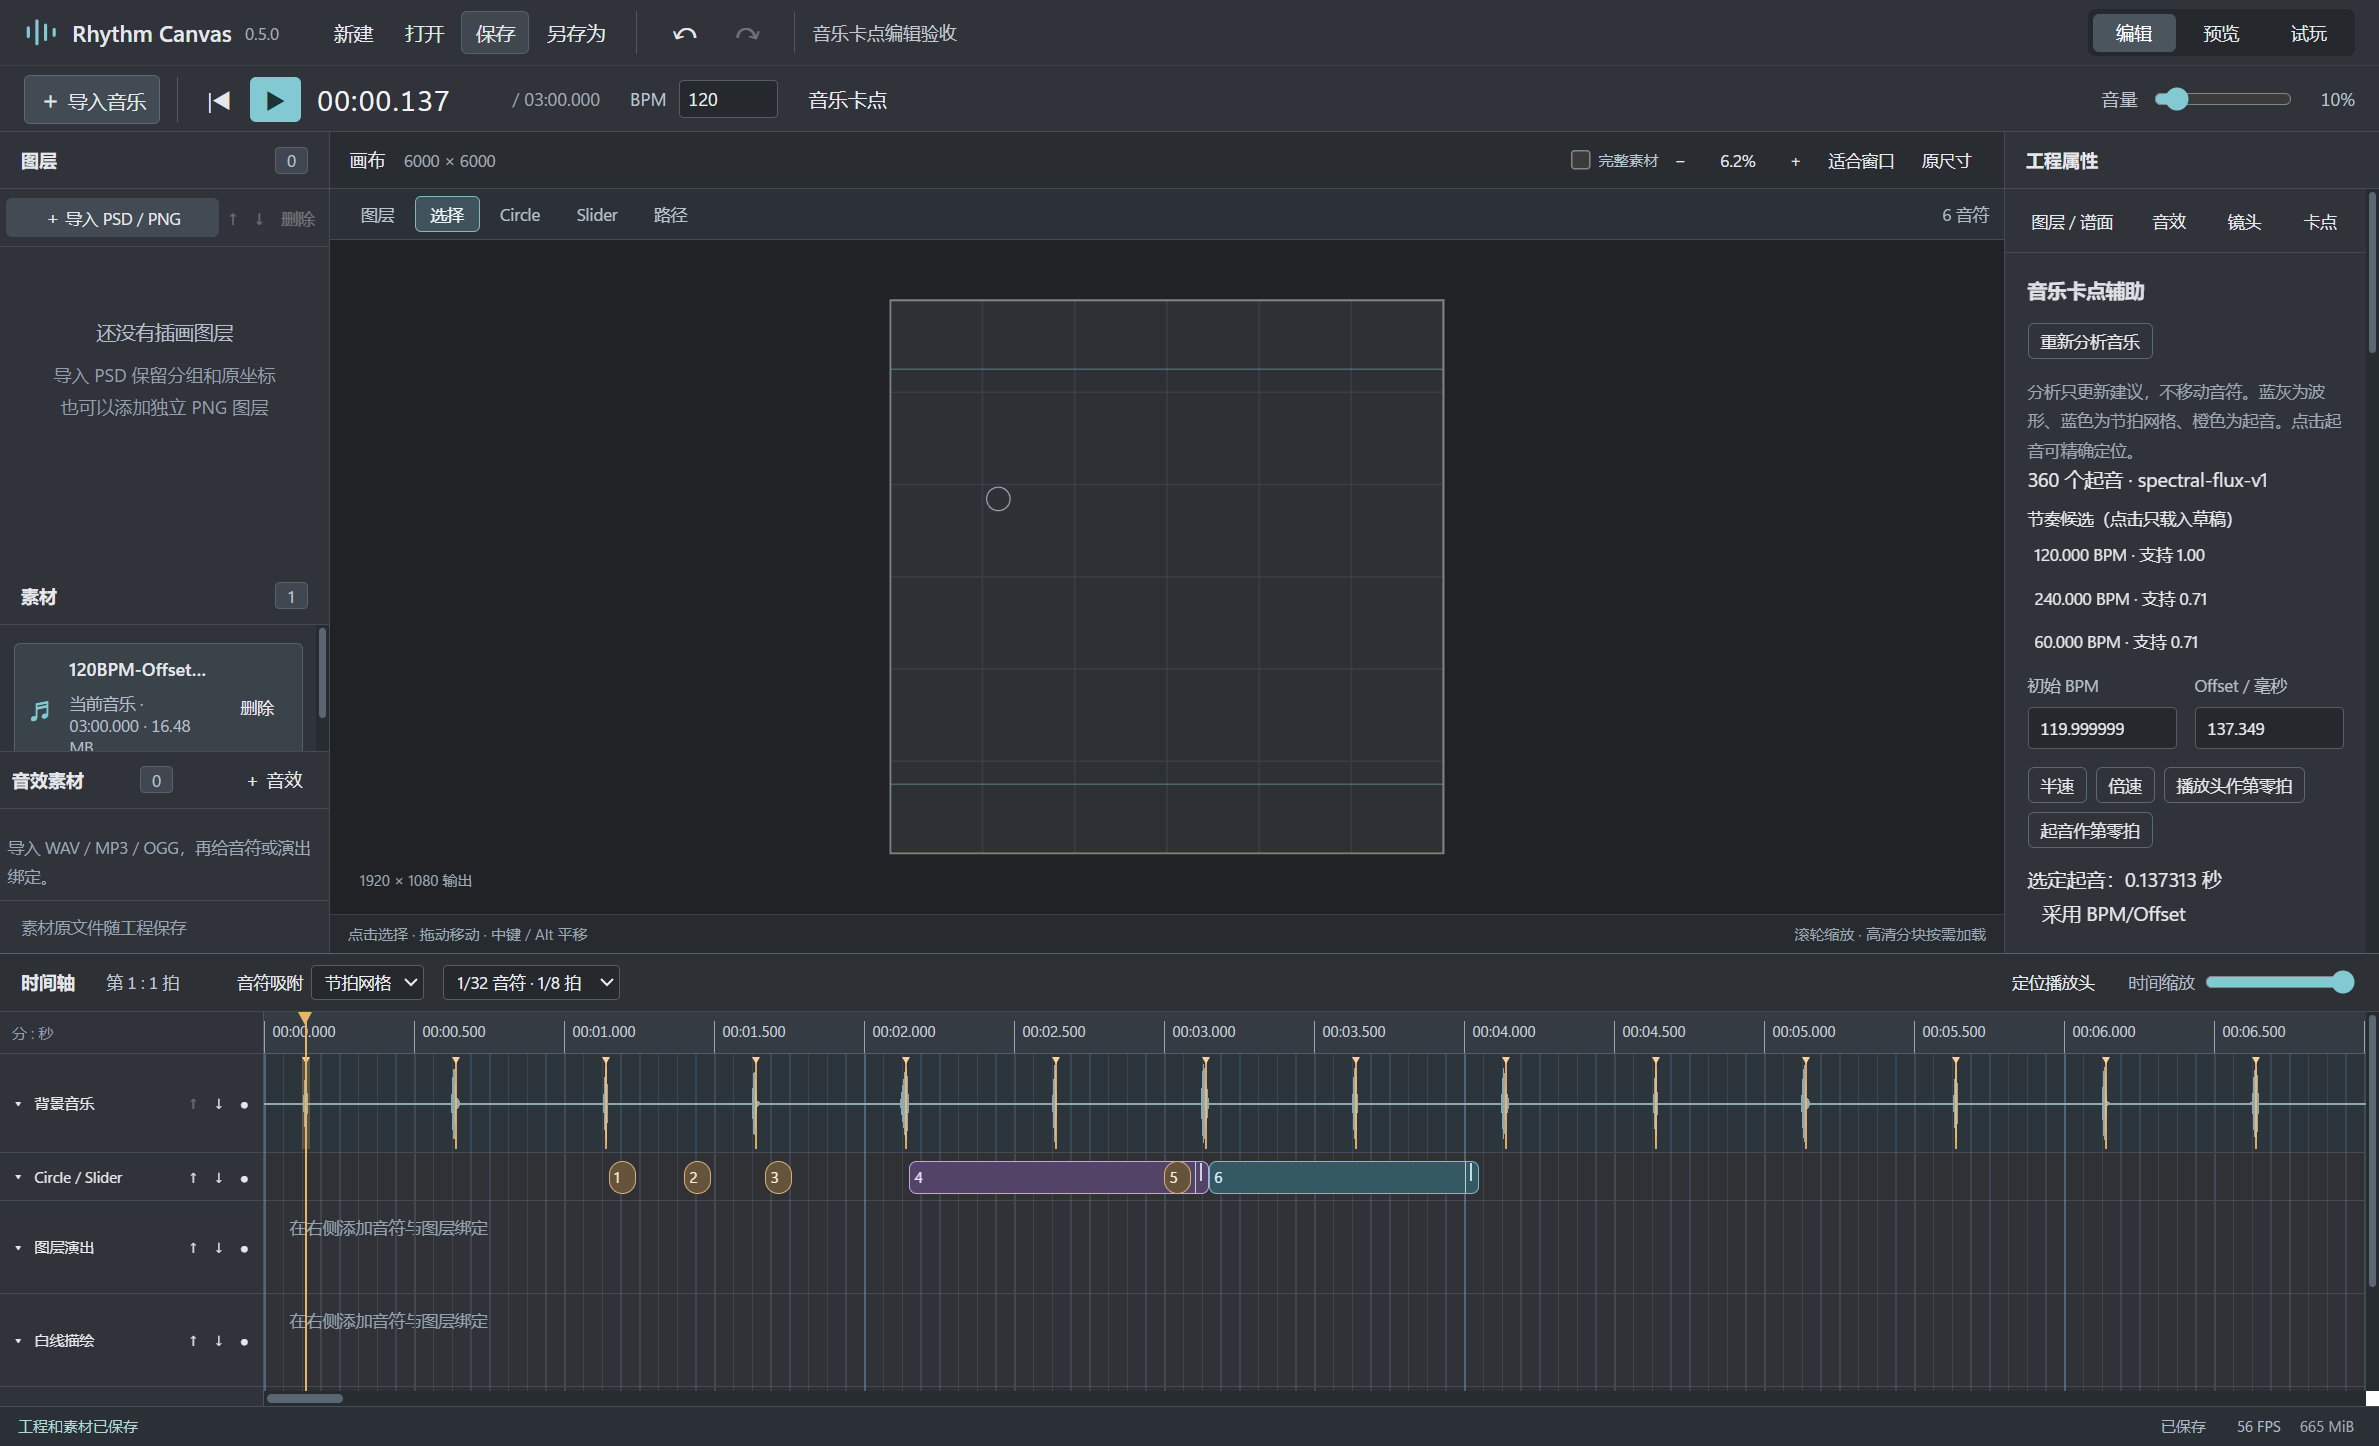 Rhythm Canvas 0.5.0 新建 打开 保存 另存为 音乐卡点编辑验收 编辑 预览 试玩
+ 导入音乐 00:00.137 / 03:00.000 BPM 120 音乐卡点 音量 10%
图层 0
+ 导入 PSD / PNG ↑ ↓ 删除
还没有插画图层
导入 PSD 保留分组和原坐标
也可以添加独立 PNG 图层
素材 1
120BPM-Offset...
当前音乐 ·
03:00.000 · 16.48
MB
删除
音效素材 0 + 音效
导入 WAV / MP3 / OGG，再给音符或演出
绑定。
素材原文件随工程保存
画布 6000 × 6000 完整素材 − 6.2% + 适合窗口 原尺寸
图层 选择 Circle Slider 路径 6 音符
1920 × 1080 输出
点击选择 · 拖动移动 · 中键 / Alt 平移 滚轮缩放 · 高清分块按需加载
工程属性
图层 / 谱面 音效 镜头 卡点
音乐卡点辅助
重新分析音乐
分析只更新建议，不移动音符。蓝灰为波
形、蓝色为节拍网格、橙色为起音。点击起
音可精确定位。
360 个起音 · spectral-flux-v1
节奏候选（点击只载入草稿）
120.000 BPM · 支持 1.00
240.000 BPM · 支持 0.71
60.000 BPM · 支持 0.71
初始 BPM Offset / 毫秒
119.999999 137.349
半速 倍速 播放头作第零拍
起音作第零拍
选定起音：0.137313 秒
采用 BPM/Offset
时间轴 第 1 : 1 拍 音符吸附 节拍网格 1/32 音符 · 1/8 拍 定位播放头 时间缩放
分 : 秒 00:00.000 00:00.500 00:01.000 00:01.500 00:02.000 00:02.500 00:03.000 00:03.500 00:04.000 00:04.500 00:05.000 00:05.500 00:06.000 00:06.500
背景音乐 ↑ ↓ ●
Circle / Slider ↑ ↓ ● 1 2 3 4 5 6
图层演出 ↑ ↓ ● 在右侧添加音符与图层绑定
白线描绘 ↑ ↓ ● 在右侧添加音符与图层绑定
工程和素材已保存 已保存 56 FPS 665 MiB